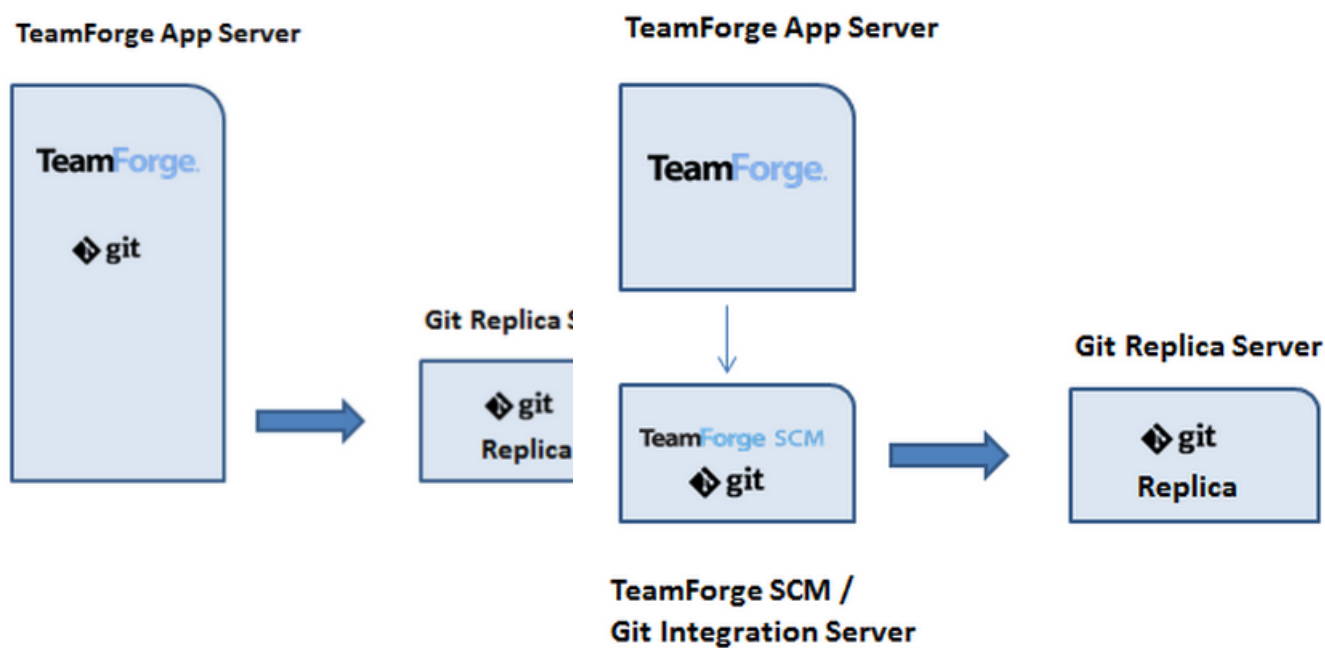 TeamForge App Server
TeamForge.
git
Git Replica
git
Replica
TeamForge App Server
TeamForge.
TeamForge SCM
git
TeamForge SCM /
Git Integration Server
Git Replica Server
git
Replica